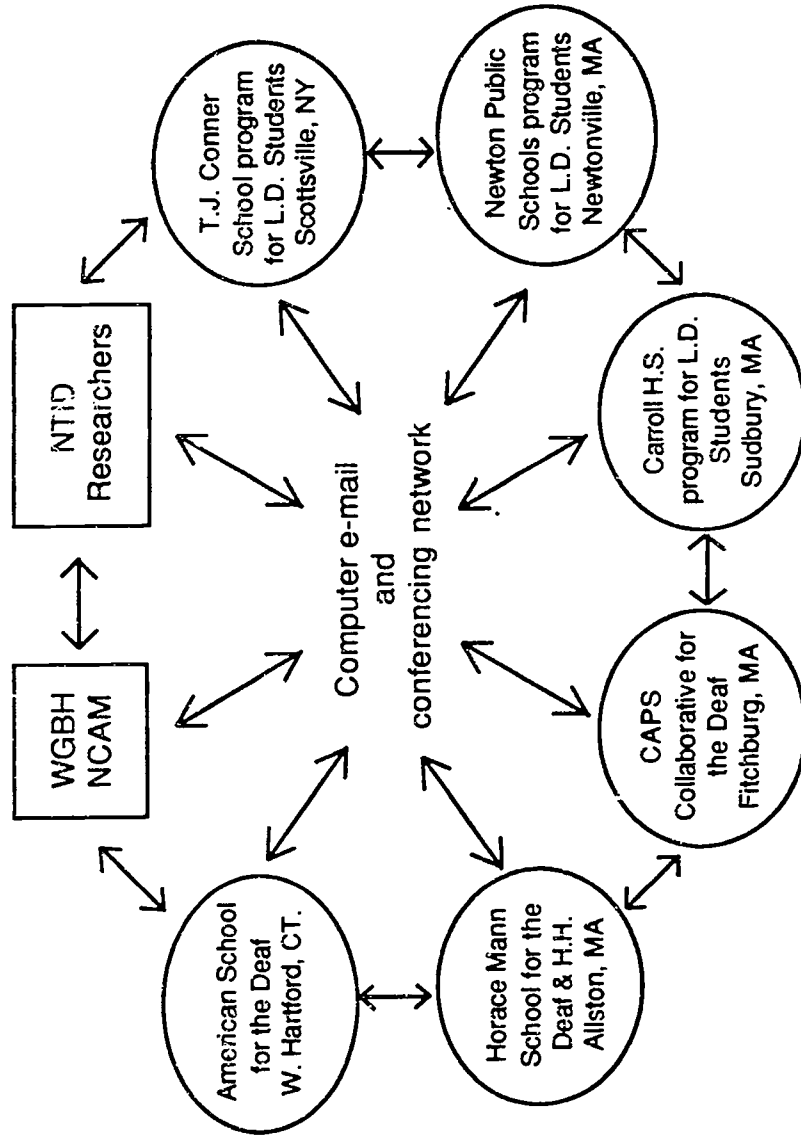 WGBH
NCAM
NTID
Researchers
American School
for the Deaf
W. Hartford, CT.
T.J. Conner
School program
for L.D. Students
Scottsville, NY
Computer e-mail
and
conferencing network
Horace Mann
School for the
Deaf & H.H.
Allston, MA
Newton Public
Schools program
for L.D. Students
Newtonville, MA
CAPS
Collaborative for
the Deaf
Fitchburg, MA
Carroll H.S.
program for L.D.
Students
Sudbury, MA